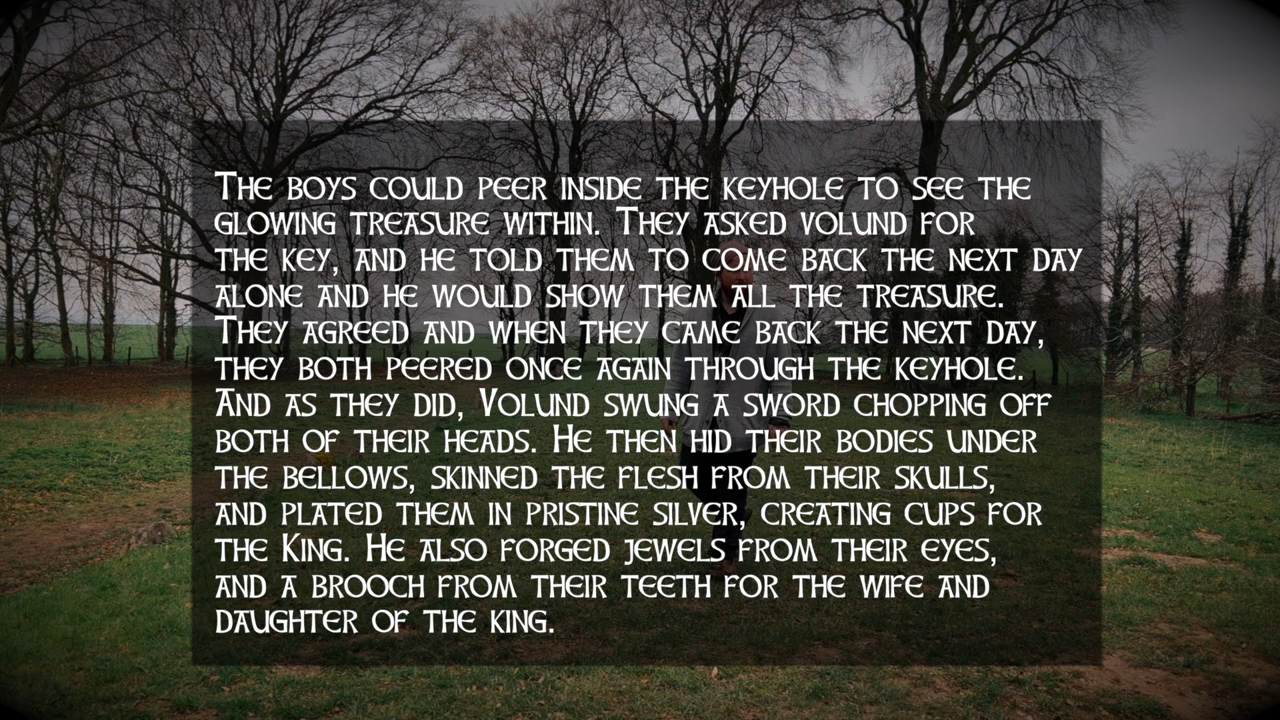 The boys could peer inside the keyhole to see the
glowing treasure within. They asked volund for
the key, and he told them to come back the next day
alone and he would show them all the treasure.
They agreed and when they came back the next day,
they both peered once again through the keyhole.
And as they did, Volund swung a sword chopping off
both of their heads. He then hid their bodies under
the bellows, skinned the flesh from their skulls,
and plated them in pristine silver, creating cups for
the King. He also forged jewels from their eyes,
and a brooch from their teeth for the wife and
daughter of the king.